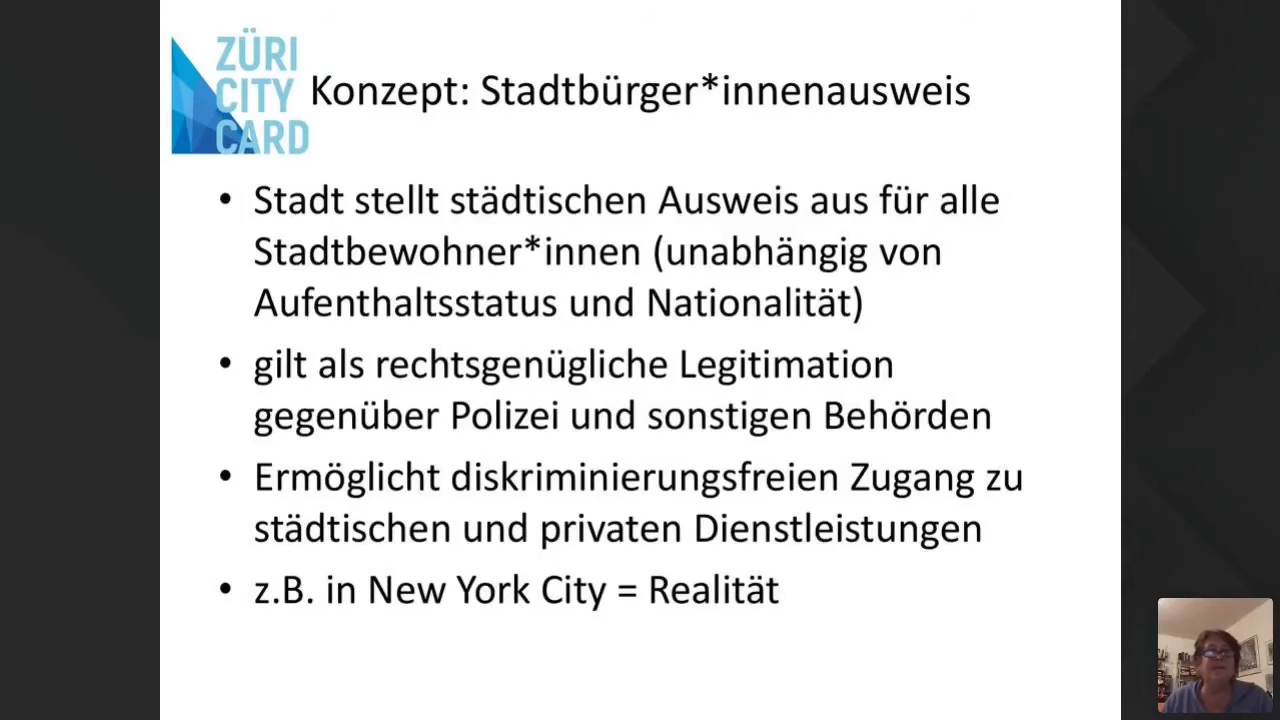 ZÜRI
CITY
CARD
Konzept: Stadtbürger*innenausweis
• Stadt stellt städtischen Ausweis aus für alle
Stadtbewohner*innen (unabhängig von
Aufenthaltsstatus und Nationalität)
• gilt als rechtsgenügliche Legitimation
gegenüber Polizei und sonstigen Behörden
• Ermöglicht diskriminierungsfreien Zugang zu
städtischen und privaten Dienstleistungen
• z.B. in New York City = Realität